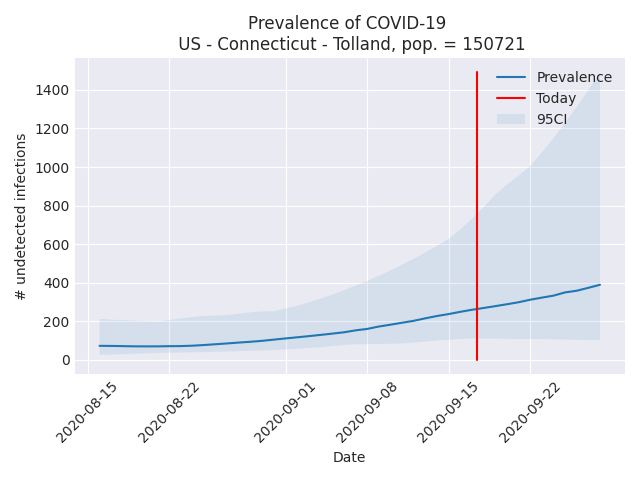 Prevalence of COVID-19
US - Connecticut - Tolland, pop. = 150721
Prevalence
Today
95CI
# undetected infections
1400
1200
1000
800
600
400
200
0
2020-08-15
2020-08-22
2020-09-01
2020-09-08
2020-09-15
2020-09-22
Date